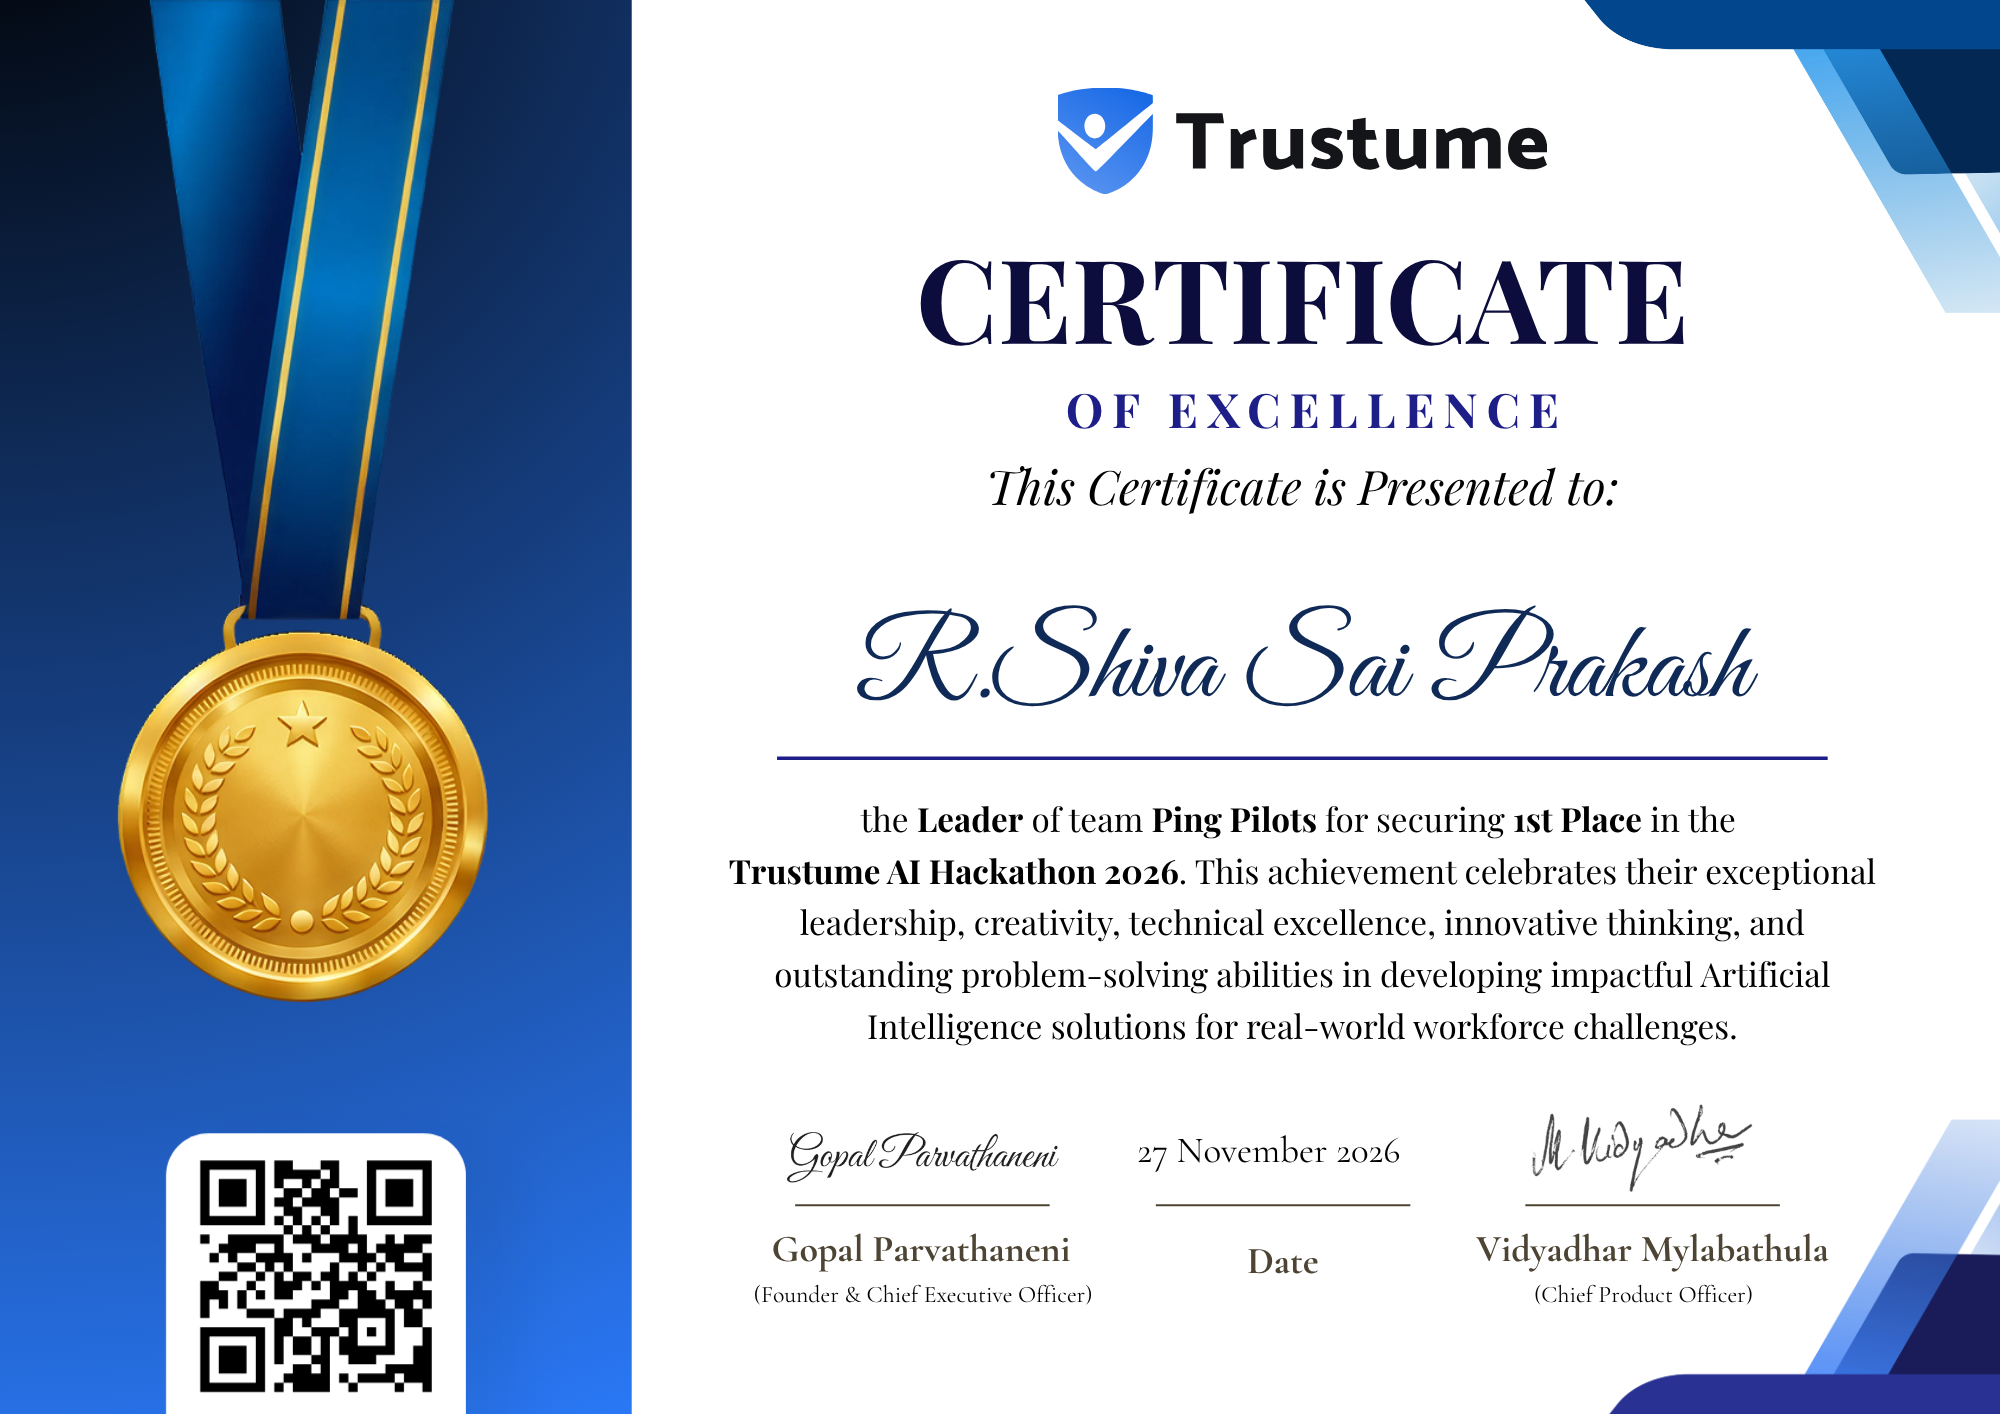 Trustume
CERTIFICATE
OF EXCELLENCE
This Certificate is Presented to:
R.Shiva Sai Prakash
the Leader of team Ping Pilots for securing 1st Place in the
Trustume AI Hackathon 2026. This achievement celebrates their exceptional
leadership, creativity, technical excellence, innovative thinking, and
outstanding problem-solving abilities in developing impactful Artificial
Intelligence solutions for real-world workforce challenges.
Gopal Parvathaneni
27 November 2026
M. Vidyadhar
Gopal Parvathaneni
Date
Vidyadhar Mylabathula
(Founder & Chief Executive Officer)
(Chief Product Officer)